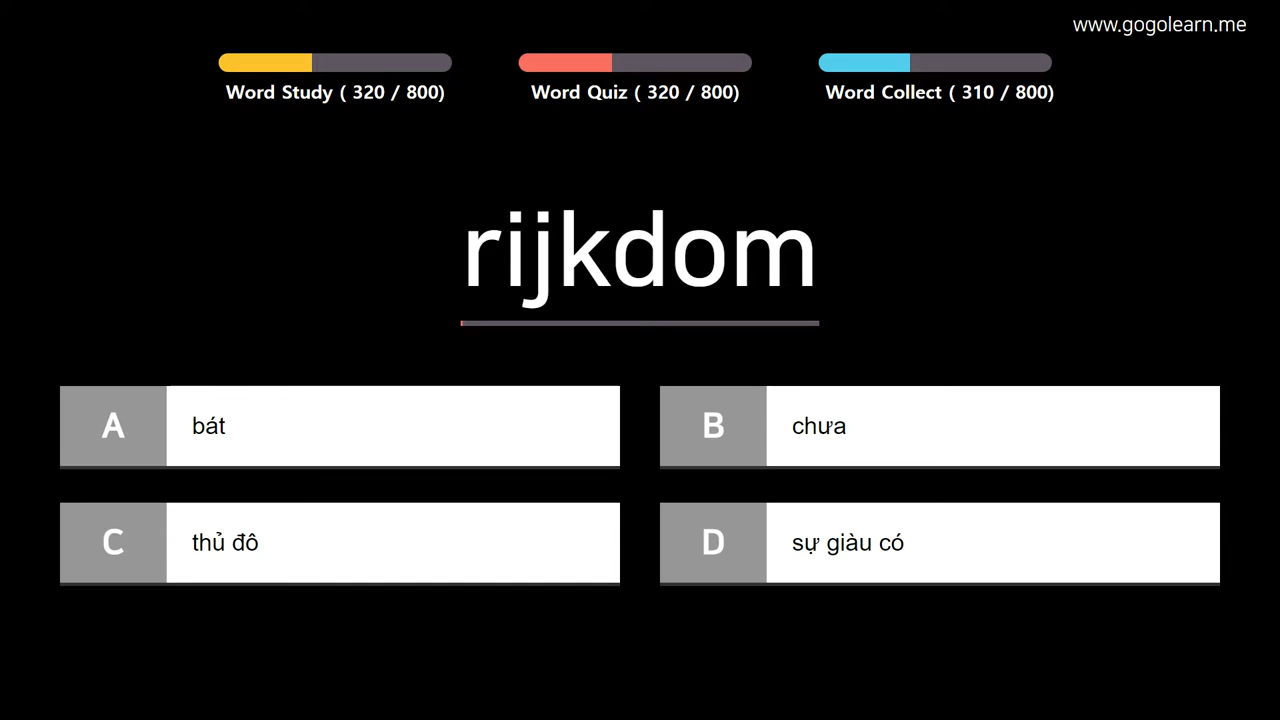 www.gogolearn.me
Word Study ( 320 / 800)
Word Quiz ( 320 / 800)
Word Collect ( 310 / 800)
rijkdom
A
bát
B
chưa
C
thủ đô
D
sự giàu có